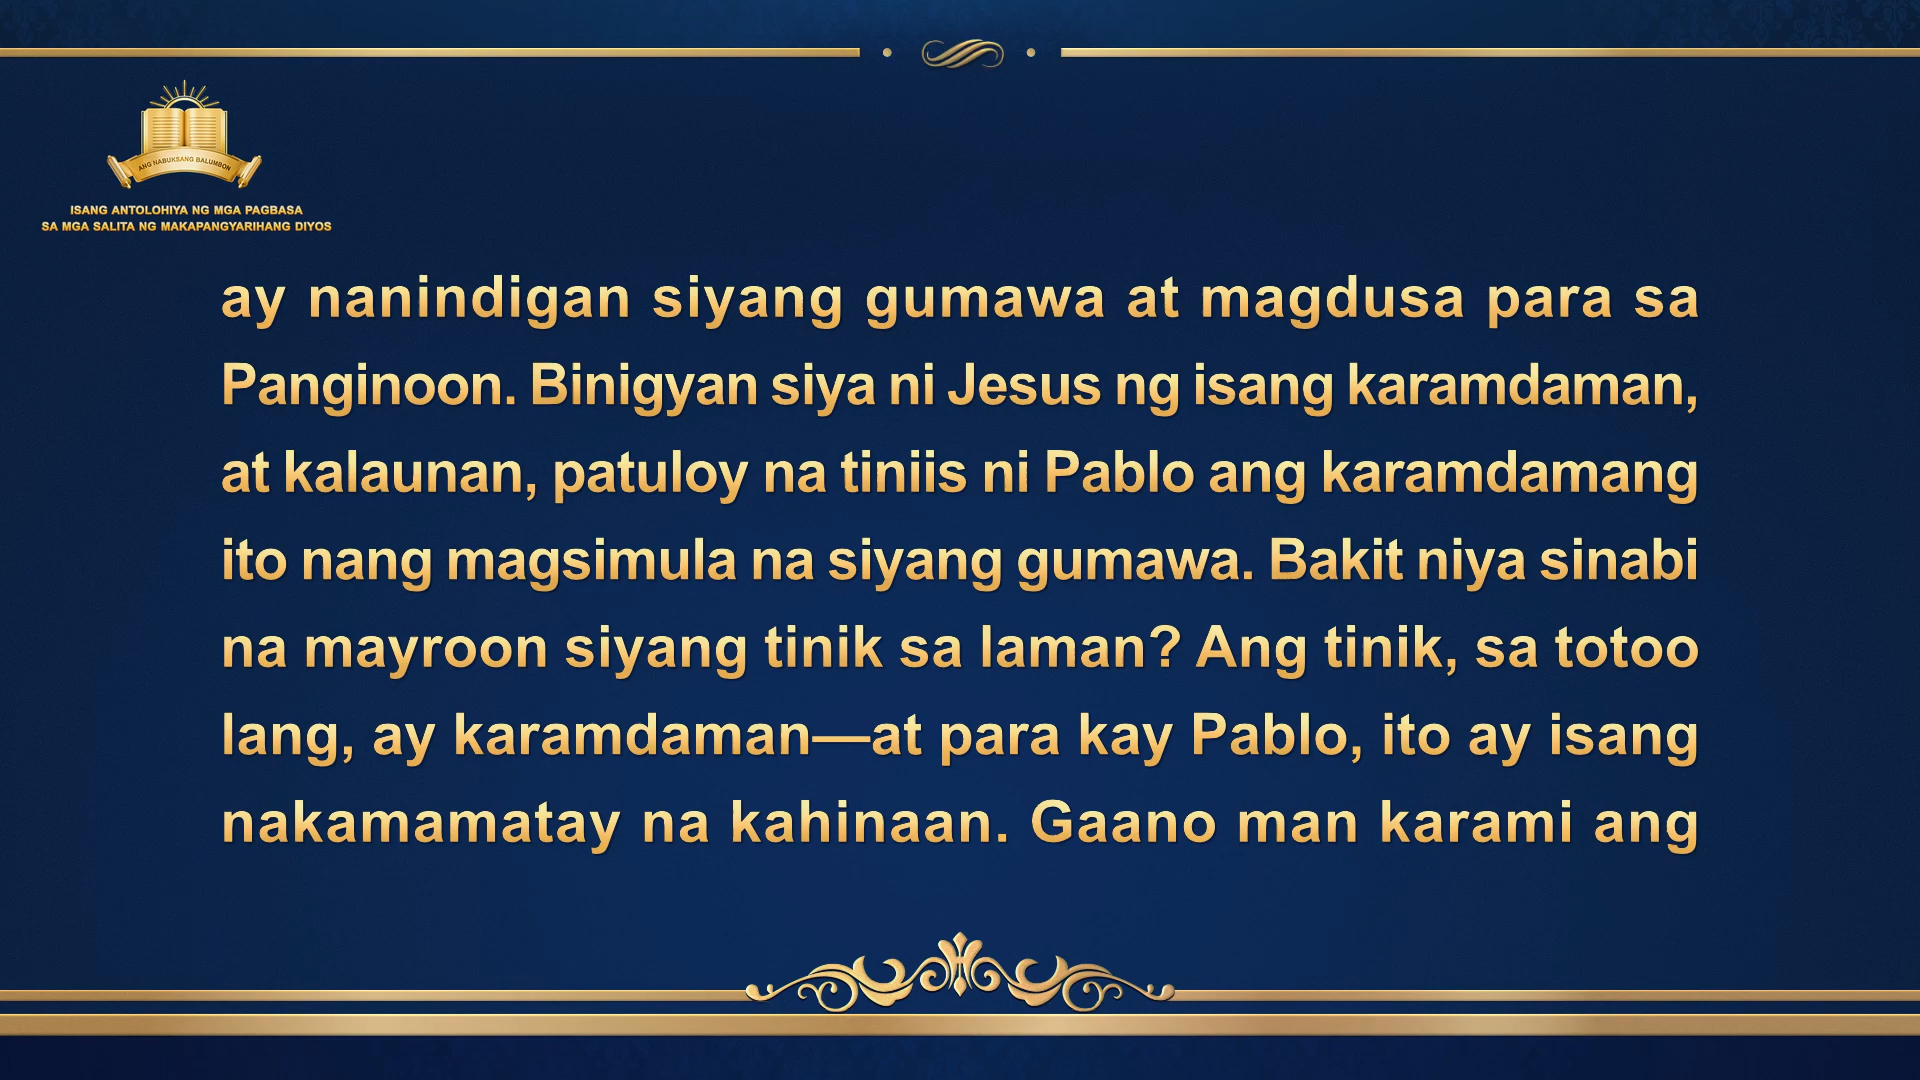 ANG NABUKSANG BALUMBON
ISANG ANTOLOHIYA NG MGA PAGBASA
SA MGA SALITA NG MAKAPANGYARIHANG DIYOS
ay nanindigan siyang gumawa at magdusa para sa
Panginoon. Binigyan siya ni Jesus ng isang karamdaman,
at kalaunan, patuloy na tiniis ni Pablo ang karamdamang
ito nang magsimula na siyang gumawa. Bakit niya sinabi
na mayroon siyang tinik sa laman? Ang tinik, sa totoo
lang, ay karamdaman—at para kay Pablo, ito ay isang
nakamamatay na kahinaan. Gaano man karami ang